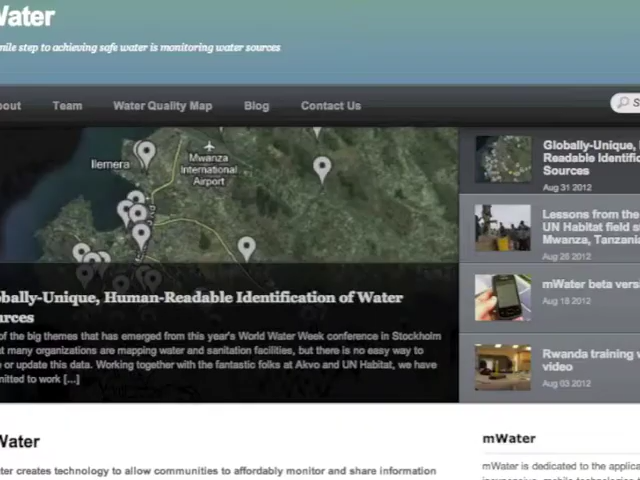 Water
mile step to achieving safe water is monitoring water sources
bout
Team
Water Quality Map
Blog
Contact Us
Ilemera
Mwanza
International
Airport
obally-Unique, Human-Readable Identification of Water
urces
of the big themes that has emerged from this year's World Water Week conference in Stockholm
at many organizations are mapping water and sanitation facilities, but there is no easy way to
e or update this data. Working together with the fantastic folks at Akvo and UN Habitat, we have
mitted to work [...]
Globally-Unique,
Readable Identific
Sources
Aug 31 2012
Lessons from the
UN Habitat field s
Mwanza, Tanzani
Aug 26 2012
mWater beta vers
Aug 18 2012
Rwanda training
video
Aug 03 2012
Water
ter creates technology to allow communities to affordably monitor and share information
mWater
mWater is dedicated to the applica